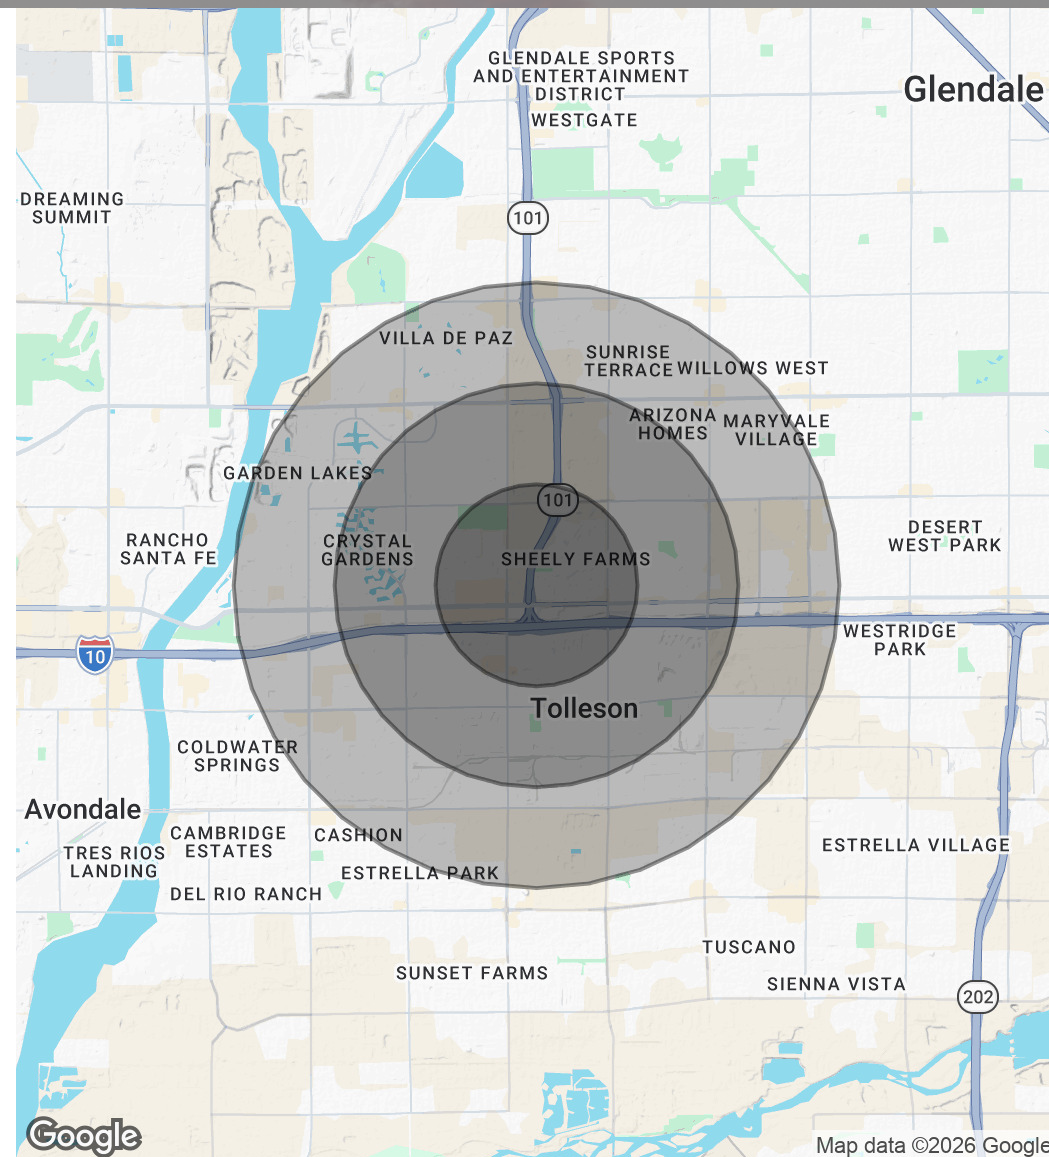 GLENDALE SPORTS
AND ENTERTAINMENT
DISTRICT
WESTGATE
Glendale
DREAMING
SUMMIT
101
VILLA DE PAZ
SUNRISE
TERRACE
WILLOWS WEST
ARIZONA
HOMES
MARYVALE
VILLAGE
GARDEN LAKES
101
RANCHO
SANTA FE
CRYSTAL
GARDENS
SHEELY FARMS
DESERT
WEST PARK
WESTRIDGE
PARK
10
Tolleson
COLDWATER
SPRINGS
Avondale
CAMBRIDGE
ESTATES
CASHION
TRES RIOS
LANDING
ESTRELLA VILLAGE
ESTRELLA PARK
DEL RIO RANCH
TUSCANO
SUNSET FARMS
SIENNA VISTA
202
Google
Map data ©2026 Google